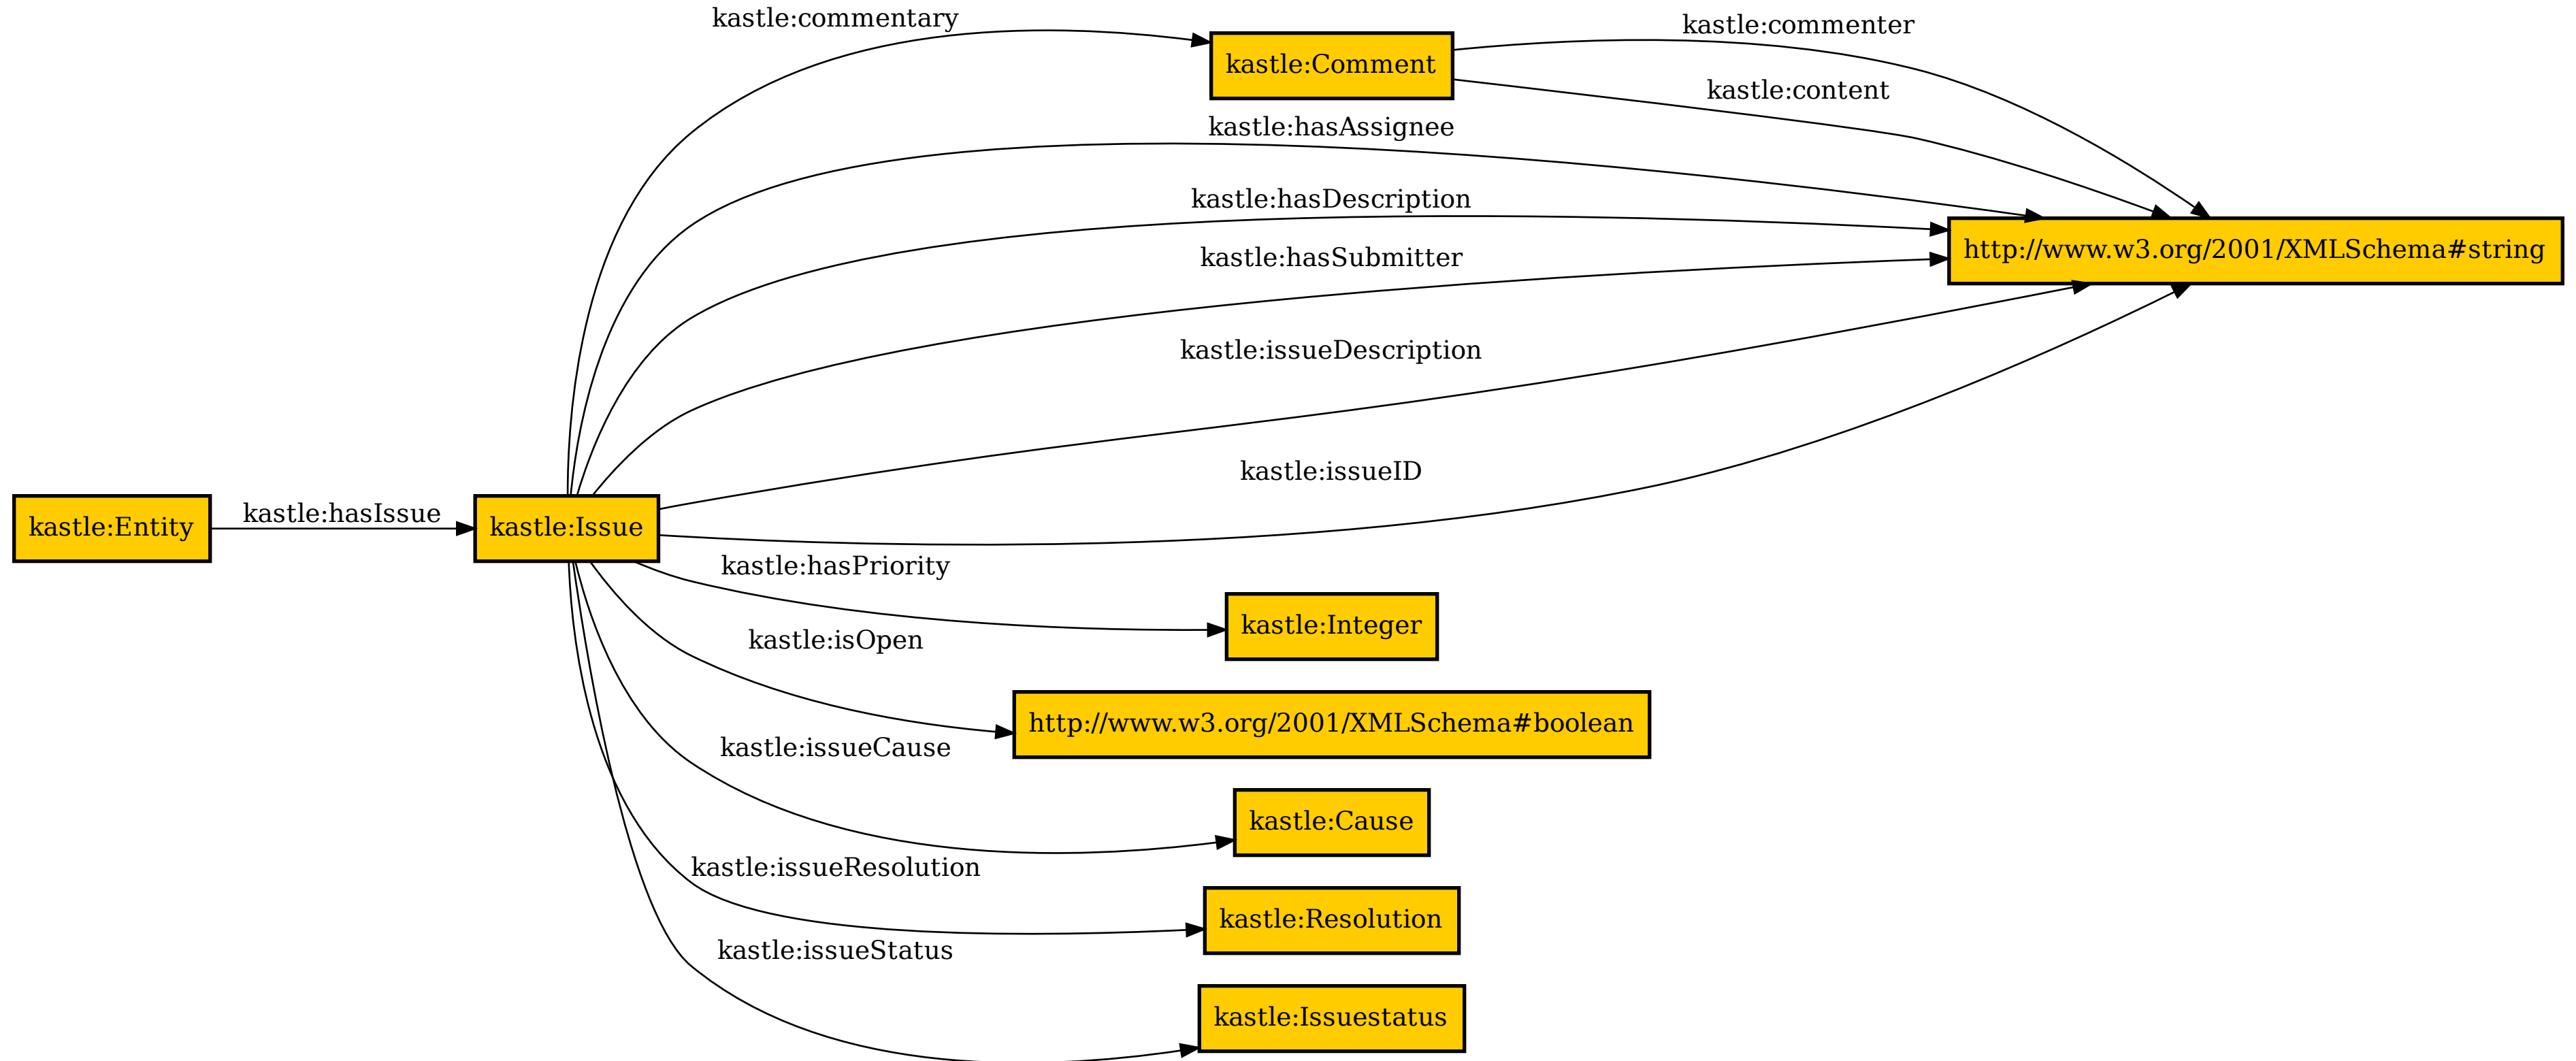 kastle:commentary
kastle:commenter
kastle:Comment
kastle:content
kastle:hasAssignee
kastle:hasDescription
http://www.w3.org/2001/XMLSchema#string
kastle:hasSubmitter
kastle:issueDescription
kastle:issueID
kastle:Entity
kastle:hasIssue
kastle:Issue
kastle:hasPriority
kastle:Integer
kastle:isOpen
http://www.w3.org/2001/XMLSchema#boolean
kastle:issueCause
kastle:Cause
kastle:issueResolution
kastle:Resolution
kastle:issueStatus
kastle:Issuestatus